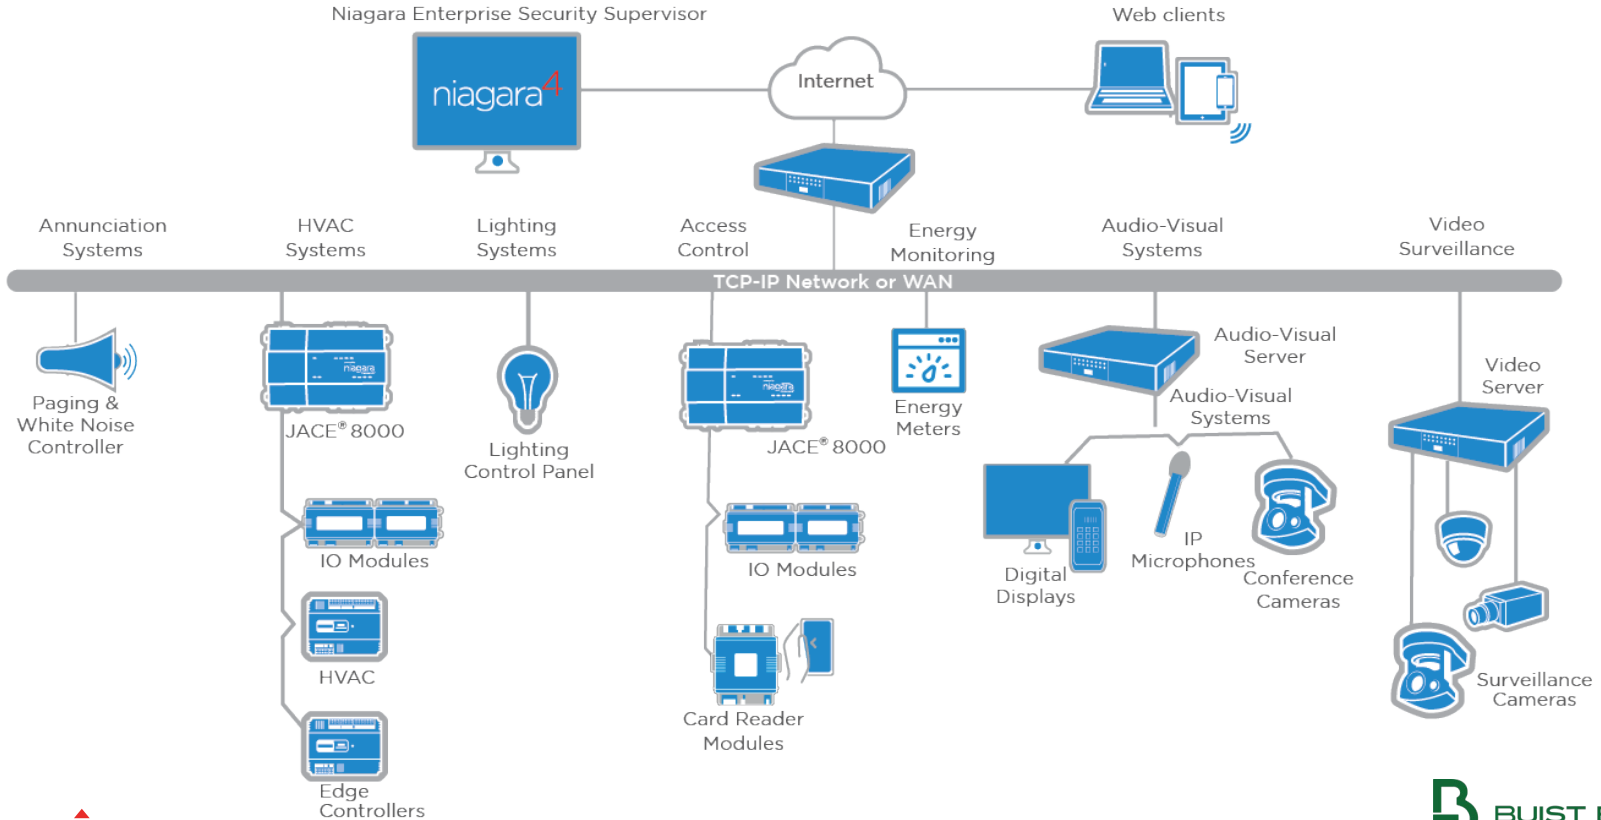 Niagara Enterprise Security Supervisor
Web clients
niagara4
Internet
Annunciation
Systems
HVAC
Systems
Lighting
Systems
Access
Control
Energy
Monitoring
Audio-Visual
Systems
Video
Surveillance
TCP-IP Network or WAN
Paging &
White Noise
Controller
niagara
JACE® 8000
IO Modules
HVAC
Edge
Controllers
Lighting
Control Panel
niagara
JACE® 8000
IO Modules
Card Reader
Modules
Energy
Meters
Audio-Visual
Server
Audio-Visual
Systems
Digital
Displays
IP
Microphones
Conference
Cameras
Video
Server
Surveillance
Cameras
BUIST